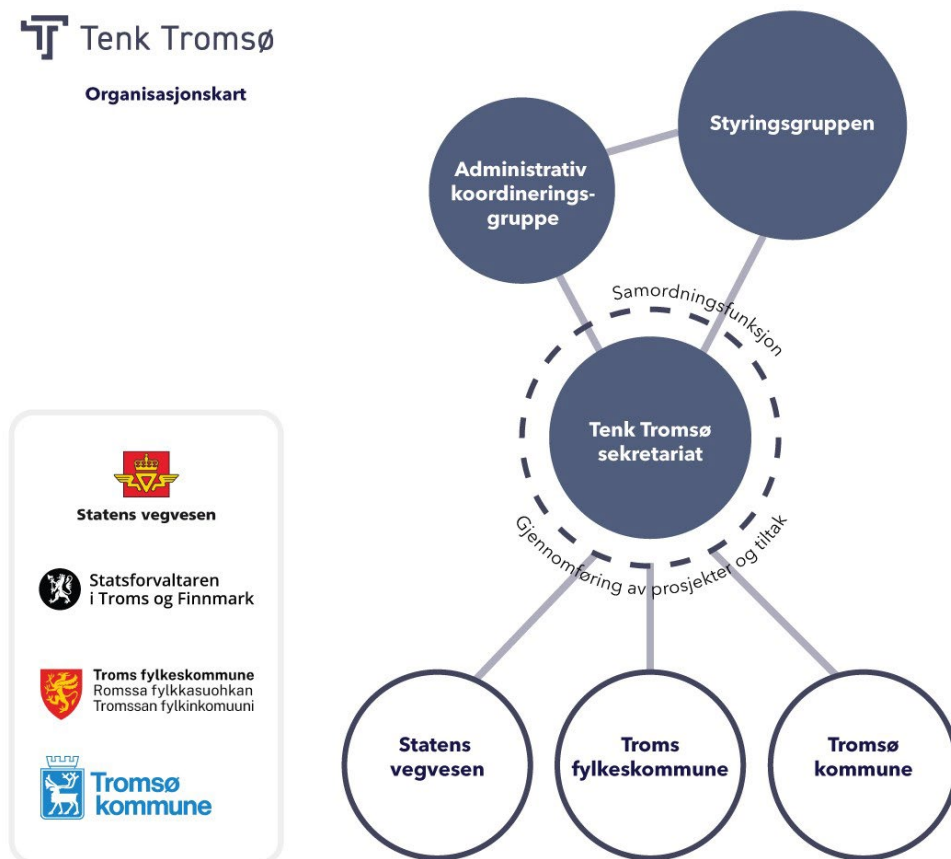 Tenk Tromsø
Organisasjonskart
Styringsgruppen
Administrativ
koordinerings-
gruppe
Samordningsfunksjon
Tenk Tromsø
sekretariat
Gjennomføring av prosjekter og tiltak
Statens vegvesen
Statsforvaltaren
i Troms og Finnmark
Troms fylkeskommune
Romssa fylkkasuohkan
Tromssan fylkinkomuuni
Tromsø
kommune
Statens
vegvesen
Troms
fylkeskommune
Tromsø
kommune